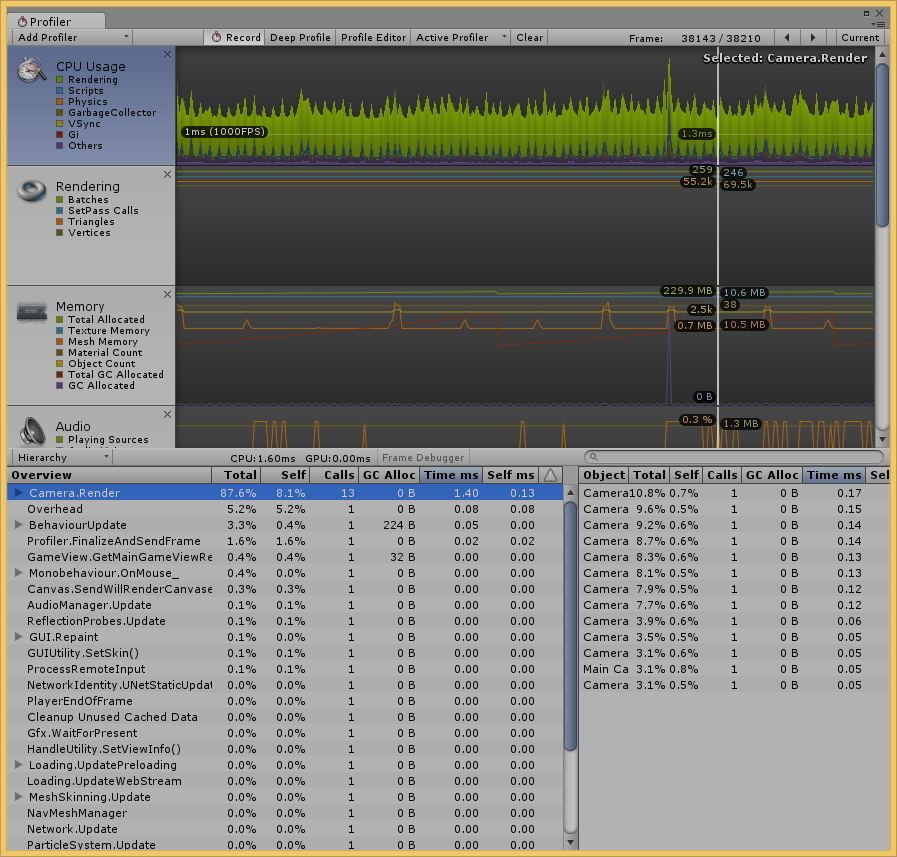 Profiler
Add Profiler Record Deep Profile Profile Editor Active Profiler Clear Frame: 38143 / 38210 Current
Selected: Camera.Render
CPU Usage
Rendering
Scripts
Physics
GarbageCollector
VSync
Gi
Others
1ms (1000FPS)
1.3ms
Rendering
Batches
SetPass Calls
Triangles
Vertices
259 246
55.2k 69.5k
Memory
Total Allocated
Texture Memory
Mesh Memory
Material Count
Object Count
Total GC Allocated
GC Allocated
229.9 MB 10.6 MB
2.5k 38
0.7 MB 10.5 MB
0 B
Audio
Playing Sources
0.3 % 1.3 MB
Hierarchy CPU:1.60ms GPU:0.00ms Frame Debugger
Overview Total Self Calls GC Alloc Time ms Self ms
Camera.Render 87.6% 8.1% 13 0 B 1.40 0.13
Overhead 5.2% 5.2% 1 0 B 0.08 0.08
BehaviourUpdate 3.3% 0.4% 1 224 B 0.05 0.00
Profiler.FinalizeAndSendFrame 1.6% 1.6% 1 0 B 0.02 0.02
GameView.GetMainGameViewRe 0.4% 0.4% 1 32 B 0.00 0.00
Monobehaviour.OnMouse_ 0.4% 0.0% 1 0 B 0.00 0.00
Canvas.SendWillRenderCanvase 0.3% 0.3% 1 0 B 0.00 0.00
AudioManager.Update 0.1% 0.1% 1 0 B 0.00 0.00
ReflectionProbes.Update 0.1% 0.1% 1 0 B 0.00 0.00
GUI.Repaint 0.1% 0.0% 1 0 B 0.00 0.00
GUIUtility.SetSkin() 0.1% 0.1% 1 0 B 0.00 0.00
ProcessRemoteInput 0.1% 0.1% 1 0 B 0.00 0.00
NetworkIdentity.UNetStaticUpdat 0.0% 0.0% 1 0 B 0.00 0.00
PlayerEndOfFrame 0.0% 0.0% 1 0 B 0.00 0.00
Cleanup Unused Cached Data 0.0% 0.0% 1 0 B 0.00 0.00
Gfx.WaitForPresent 0.0% 0.0% 1 0 B 0.00 0.00
HandleUtility.SetViewInfo() 0.0% 0.0% 1 0 B 0.00 0.00
Loading.UpdatePreloading 0.0% 0.0% 1 0 B 0.00 0.00
Loading.UpdateWebStream 0.0% 0.0% 1 0 B 0.00 0.00
MeshSkinning.Update 0.0% 0.0% 1 0 B 0.00 0.00
NavMeshManager 0.0% 0.0% 1 0 B 0.00 0.00
Network.Update 0.0% 0.0% 1 0 B 0.00 0.00
ParticleSystem.Update 0.0% 0.0% 1 0 B 0.00 0.00
Object Total Self Calls GC Alloc Time ms Sel
Camera 10.8% 0.7% 1 0 B 0.17
Camera 9.6% 0.5% 1 0 B 0.15
Camera 9.2% 0.6% 1 0 B 0.14
Camera 8.7% 0.6% 1 0 B 0.14
Camera 8.3% 0.6% 1 0 B 0.13
Camera 8.1% 0.5% 1 0 B 0.13
Camera 7.9% 0.5% 1 0 B 0.12
Camera 7.7% 0.6% 1 0 B 0.12
Camera 3.9% 0.6% 1 0 B 0.06
Camera 3.5% 0.5% 1 0 B 0.05
Camera 3.1% 0.6% 1 0 B 0.05
Main Ca 3.1% 0.8% 1 0 B 0.05
Camera 3.1% 0.5% 1 0 B 0.05